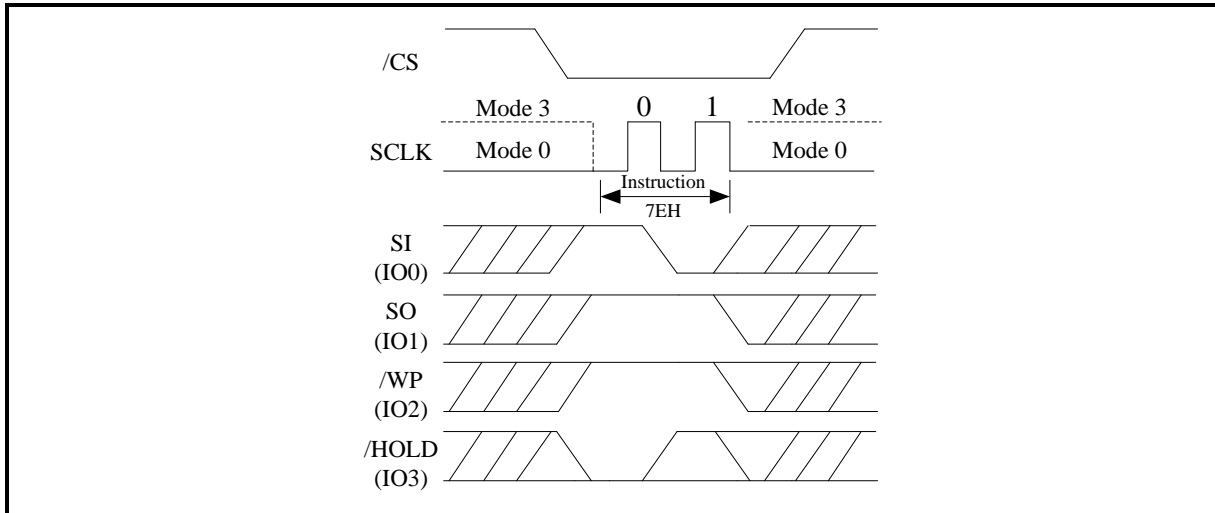 /CS
Mode 3 0 1 Mode 3
SCLK Mode 0 Mode 0
Instruction
7EH
SI
(IO0)
SO
(IO1)
/WP
(IO2)
/HOLD
(IO3)